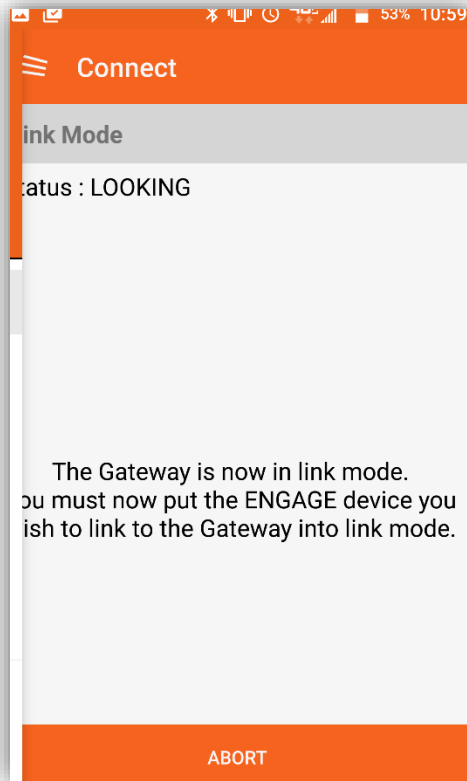 53% 10:59
Connect
ink Mode
tatus : LOOKING
The Gateway is now in link mode.
ou must now put the ENGAGE device you
ish to link to the Gateway into link mode.
ABORT